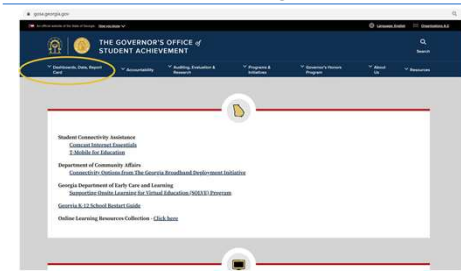 gosa.georgia.gov
An official website of the State of Georgia.
Language: English
Organizations A-Z
THE GOVERNOR'S OFFICE of
STUDENT ACHIEVEMENT
Search
Dashboards, Data, Report
Card
Accountability
Auditing, Evaluation &
Research
Programs &
Initiatives
Governor's Honors
Program
About
Us
Resources
Student Connectivity Assistance
Comcast Internet Essentials
T-Mobile for Education
Department of Community Affairs
Connectivity Options from The Georgia Broadband Deployment Initiative
Georgia Department of Early Care and Learning
Supporting Onsite Learning for Virtual Education (SOLVE) Program
Georgia K-12 School Restart Guide
Online Learning Resources Collection - Click here